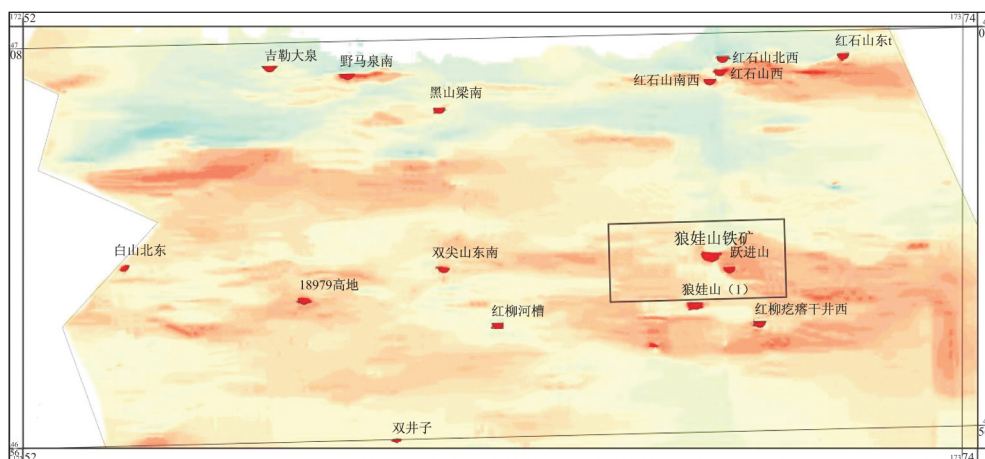 172 52
173 74
47
08
吉勒大泉
野马泉南
黑山梁南
红石山北西
红石山东t
红石山南西
红石山西
狼娃山铁矿
跃进山
白山北东
双尖山东南
18979高地
狼娃山（1）
红柳河槽
红柳疙瘩干井西
双井子
46
52
173 74